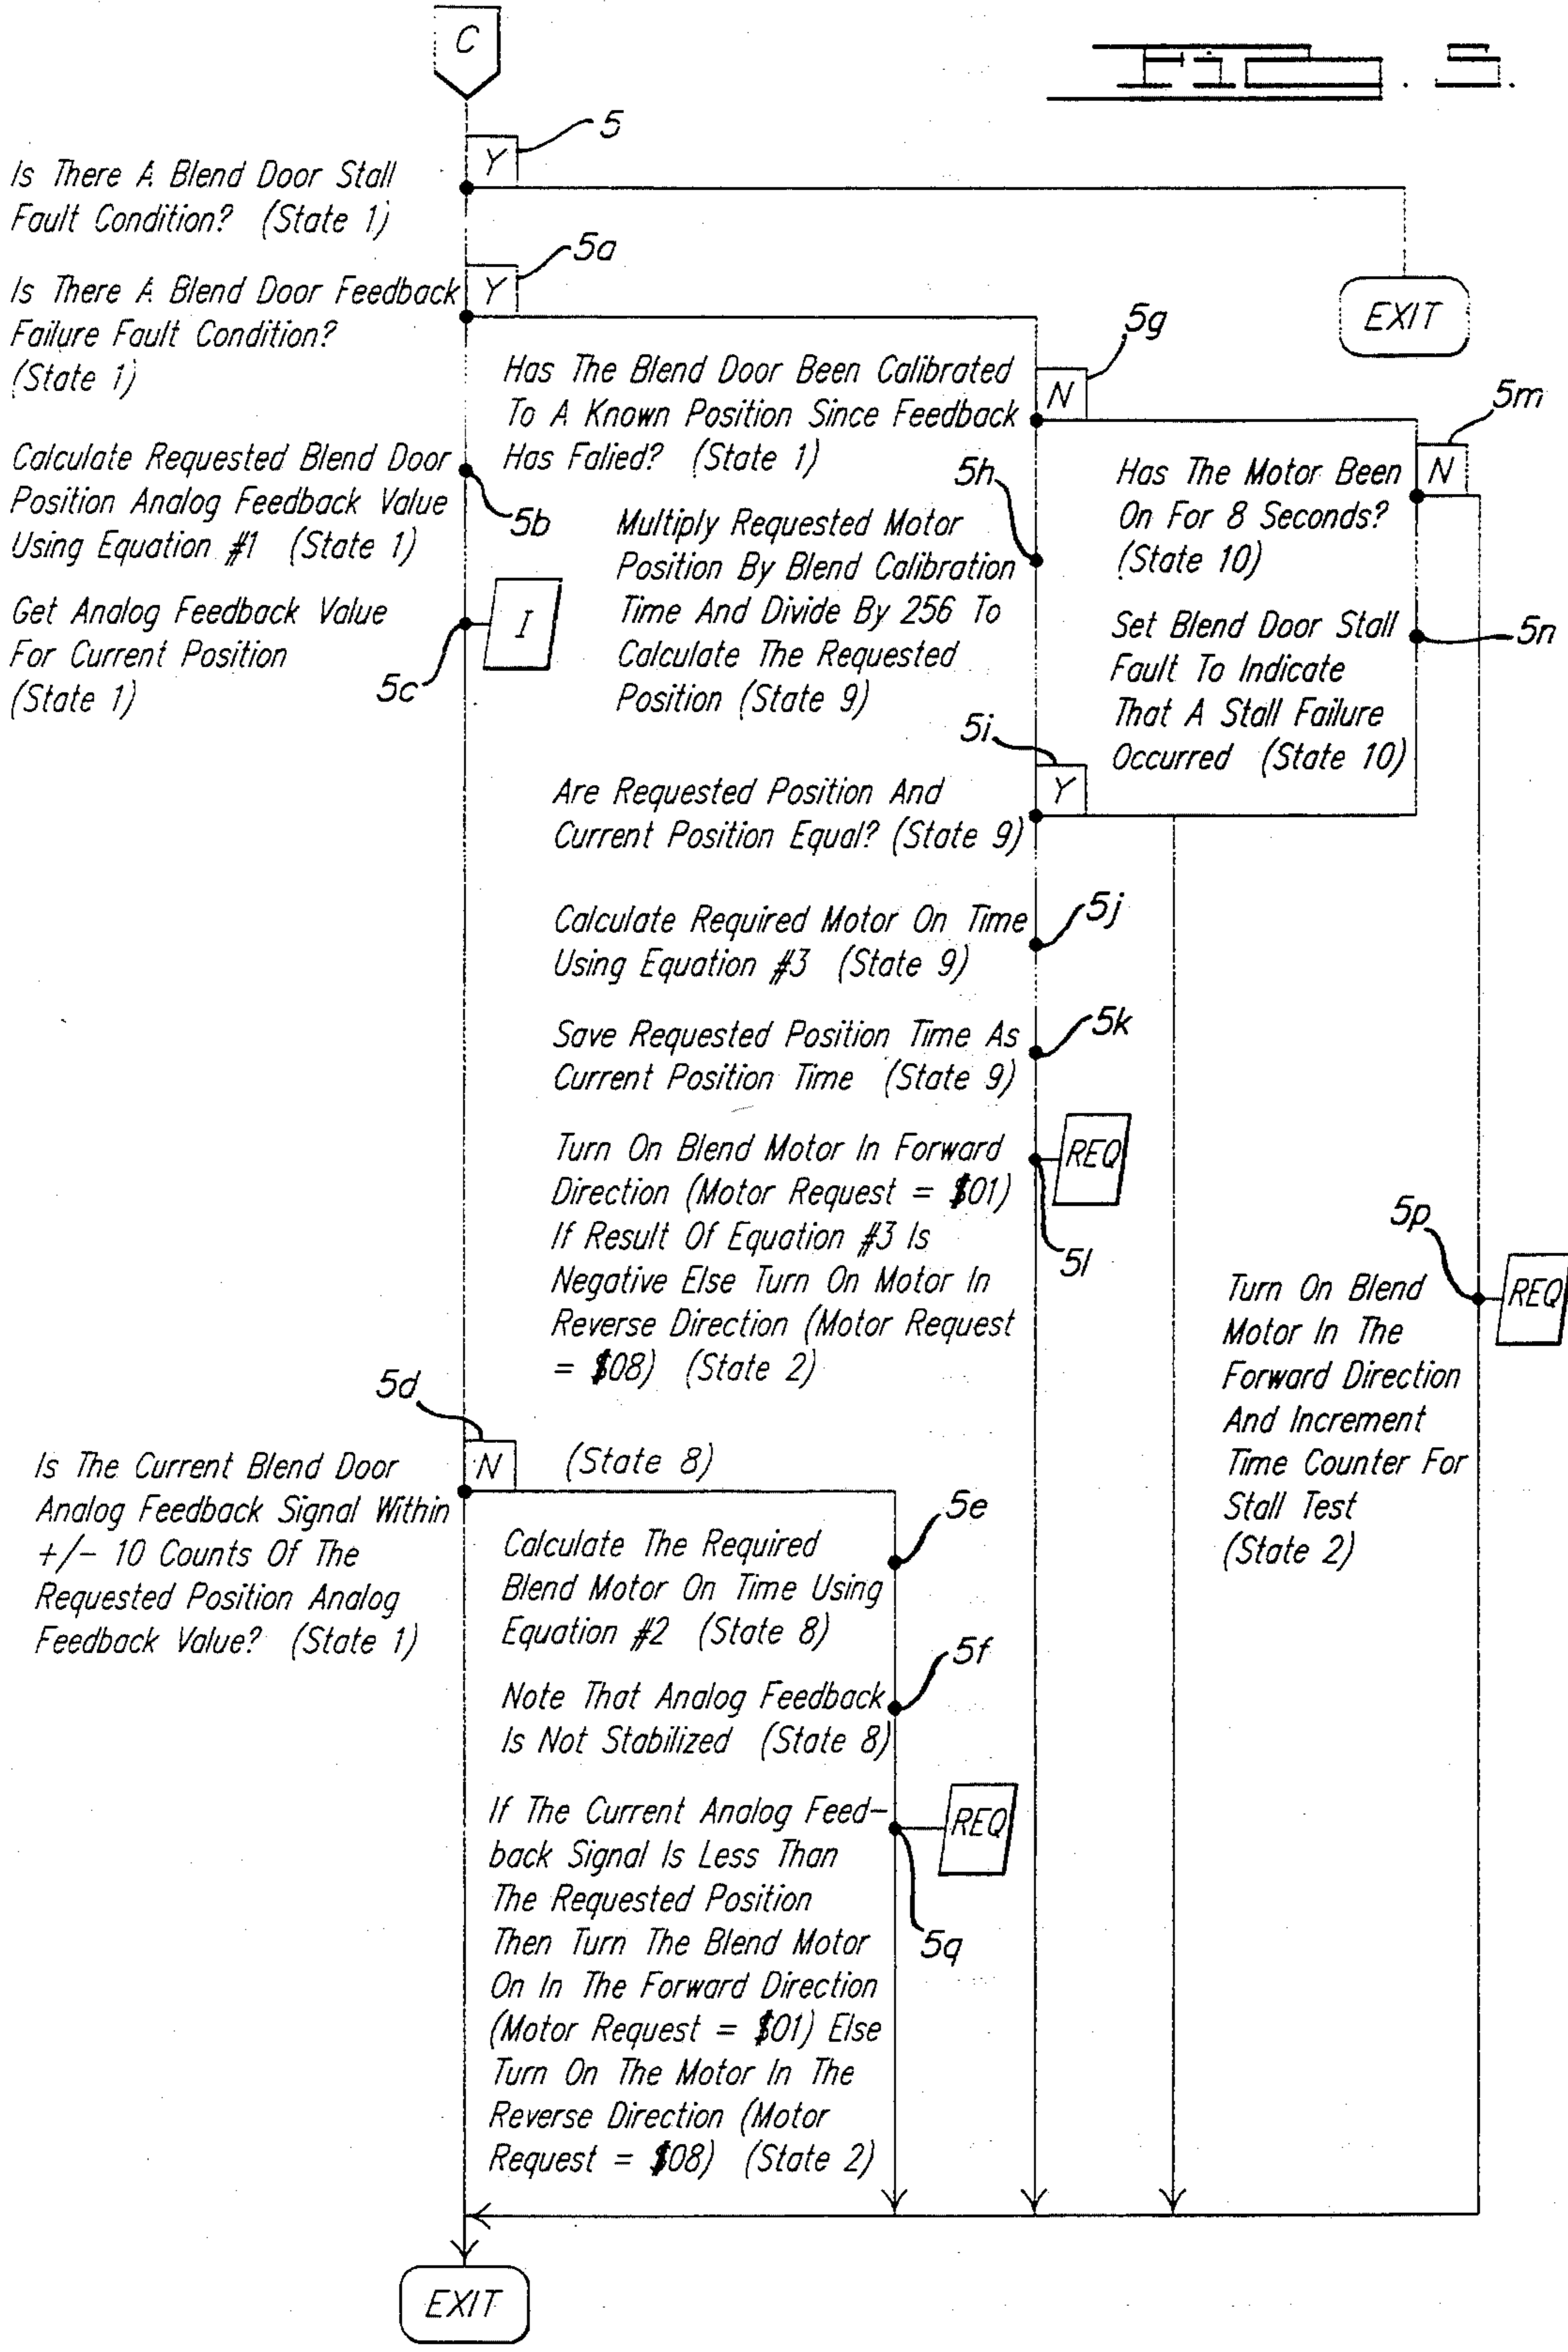 C
FIG. 5.
5
Y
Is There A Blend Door Stall
Fault Condition? (State 1)
5a
Y
Is There A Blend Door Feedback
Failure Fault Condition?
(State 1)
EXIT
5g
N
Has The Blend Door Been Calibrated
To A Known Position Since Feedback
Has Falied? (State 1)
5m
N
Has The Motor Been
On For 8 Seconds?
(State 10)
Calculate Requested Blend Door
Position Analog Feedback Value
Using Equation #1 (State 1)
5b
5h
Multiply Requested Motor
Position By Blend Calibration
Time And Divide By 256 To
Calculate The Requested
Position (State 9)
Get Analog Feedback Value
For Current Position
(State 1)
5c
I
Set Blend Door Stall
Fault To Indicate
That A Stall Failure
Occurred (State 10)
5n
5i
Y
Are Requested Position And
Current Position Equal? (State 9)
Calculate Required Motor On Time
Using Equation #3 (State 9)
5j
Save Requested Position Time As
Current Position Time (State 9)
5k
Turn On Blend Motor In Forward
Direction (Motor Request = $01)
If Result Of Equation #3 Is
Negative Else Turn On Motor In
Reverse Direction (Motor Request
= $08) (State 2)
REQ
5l
5p
REQ
Turn On Blend
Motor In The
Forward Direction
And Increment
Time Counter For
Stall Test
(State 2)
5d
N
(State 8)
Is The Current Blend Door
Analog Feedback Signal Within
+/- 10 Counts Of The
Requested Position Analog
Feedback Value? (State 1)
5e
Calculate The Required
Blend Motor On Time Using
Equation #2 (State 8)
5f
Note That Analog Feedback
Is Not Stabilized (State 8)
If The Current Analog Feed-
back Signal Is Less Than
The Requested Position
Then Turn The Blend Motor
On In The Forward Direction
(Motor Request = $01) Else
Turn On The Motor In The
Reverse Direction (Motor
Request = $08) (State 2)
REQ
5q
EXIT